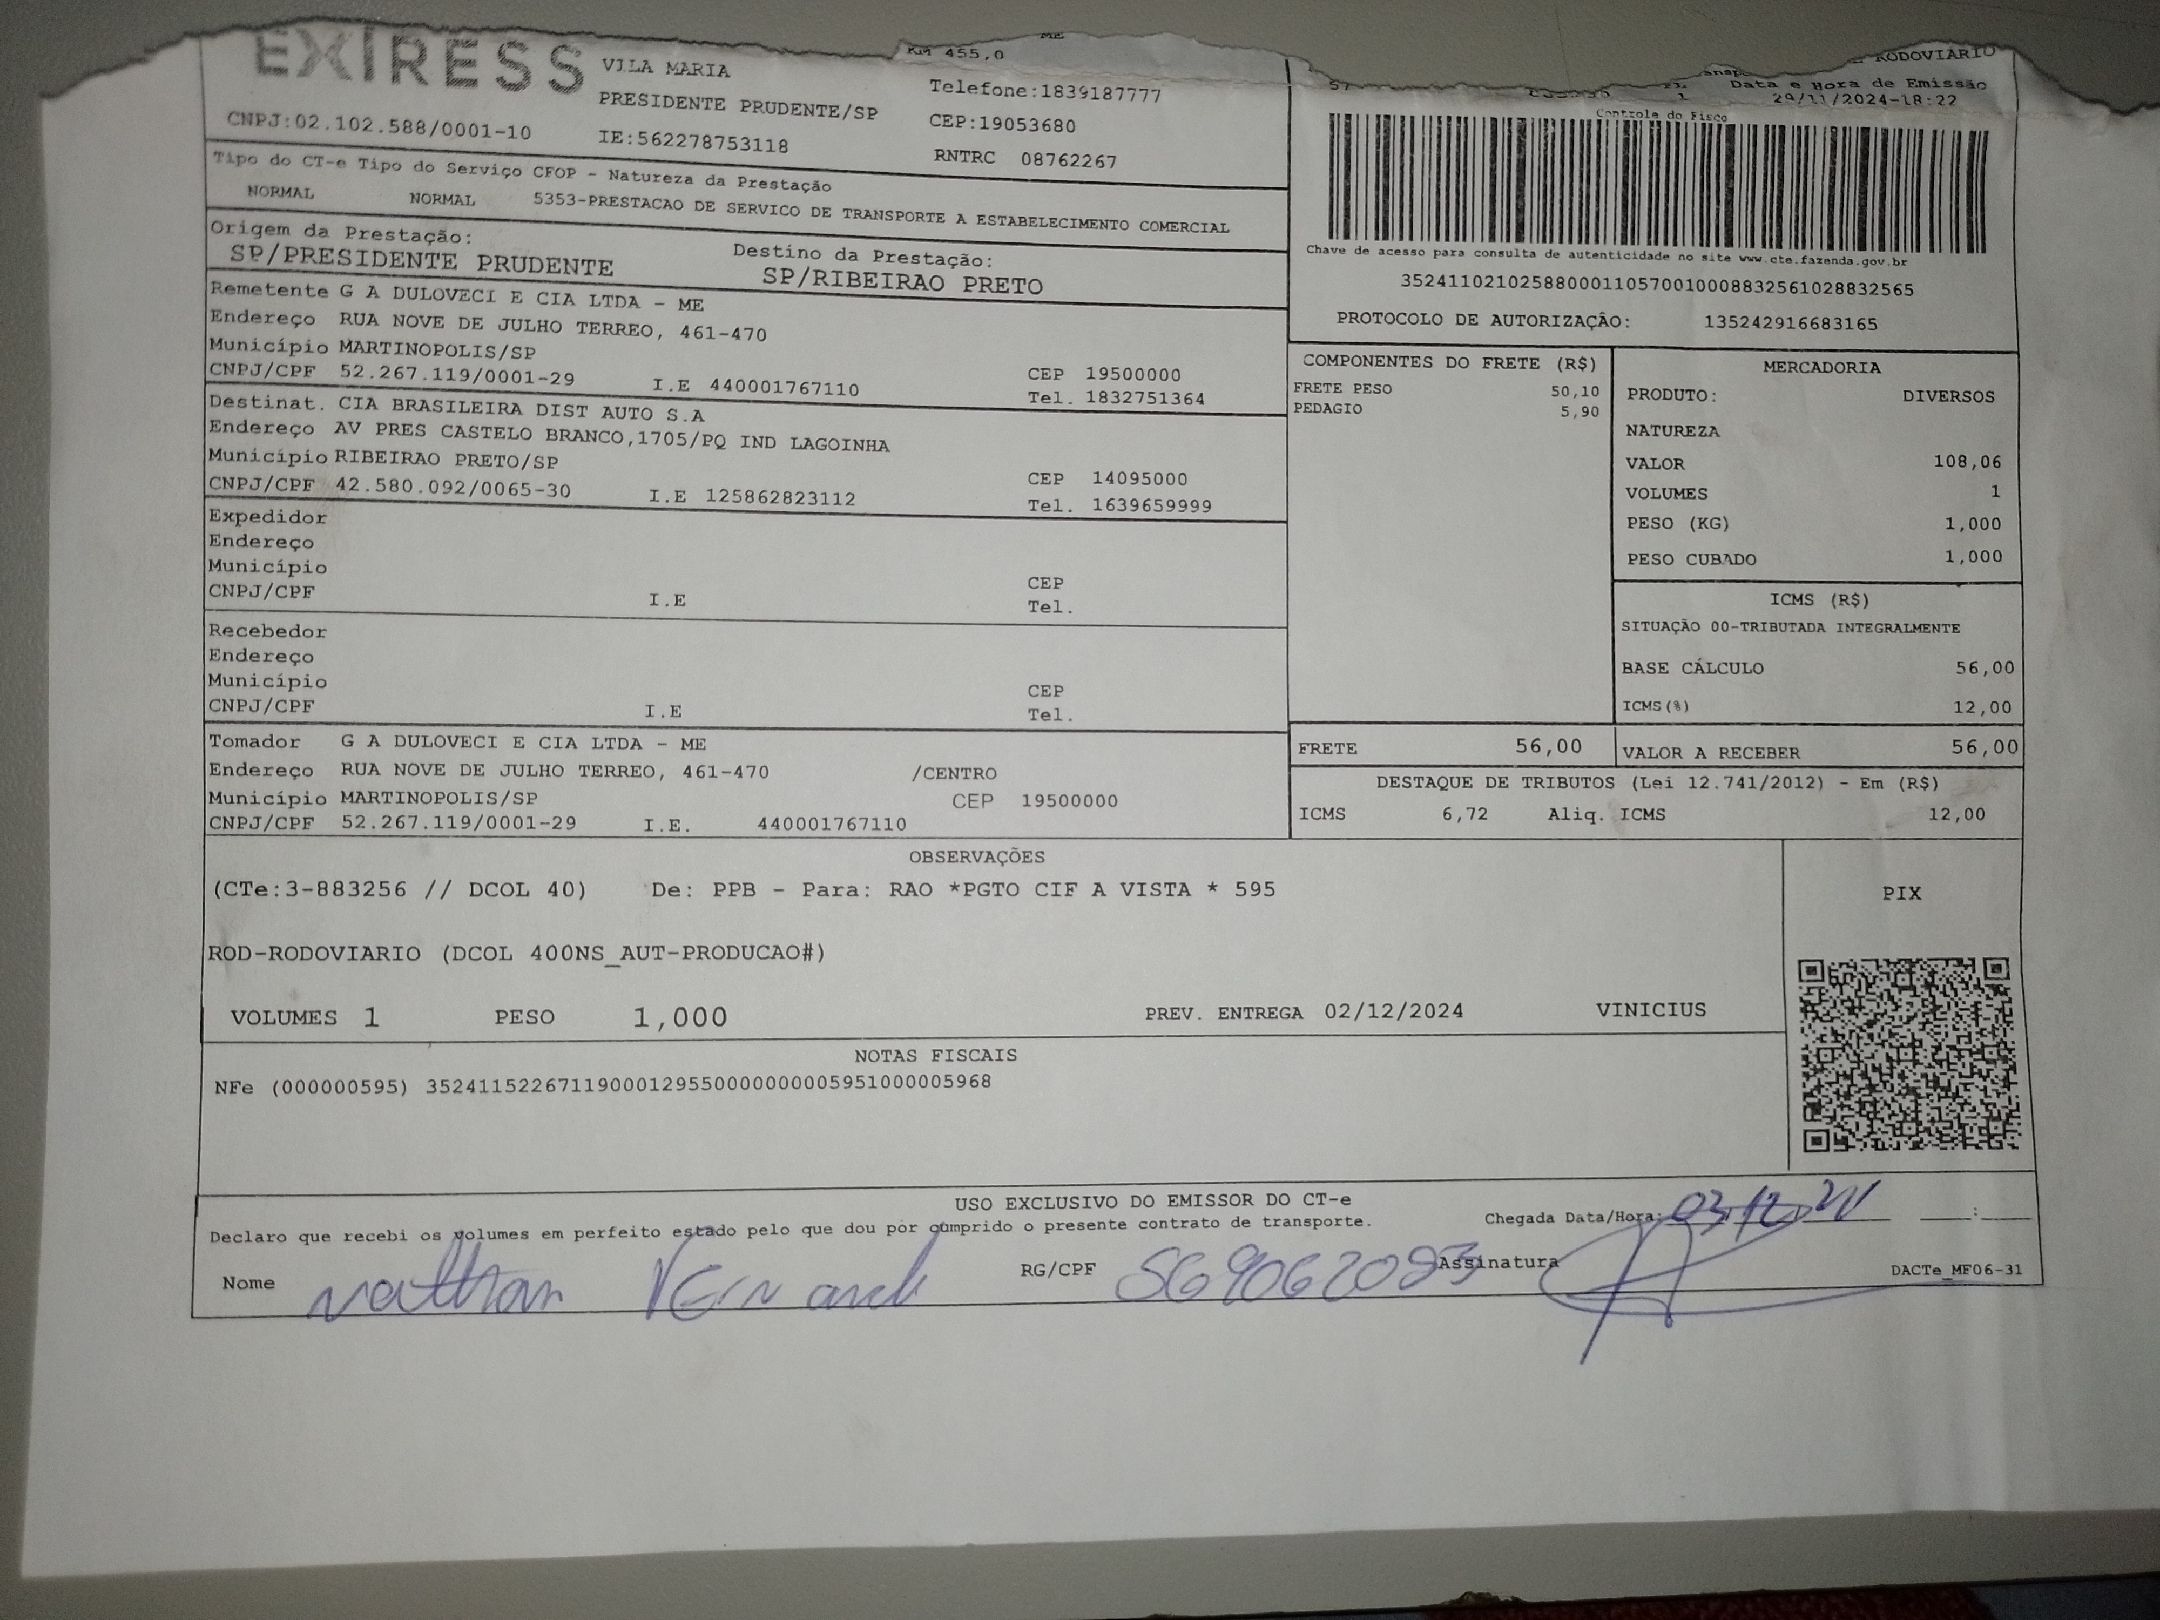 EXPRESS
VILA MARIA
KM 455,0
ME
RODOVIARIO
PRESIDENTE PRUDENTE/SP
Telefone:1839187777
57 1 Data e Hora de Emissão
29/11/2024-18:22
CNPJ:02.102.588/0001-10
IE:562278753118
CEP:19053680
RNTRC 08762267
Controle do Fisco
Tipo do CT-e Tipo do Serviço CFOP - Natureza da Prestação
NORMAL NORMAL 5353-PRESTACAO DE SERVICO DE TRANSPORTE A ESTABELECIMENTO COMERCIAL
Origem da Prestação: Destino da Prestação:
SP/PRESIDENTE PRUDENTE SP/RIBEIRAO PRETO
Chave de acesso para consulta de autenticidade no site www.cte.fazenda.gov.br
35241102102588000110570010008832561028832565
PROTOCOLO DE AUTORIZAÇÃO: 135242916683165
Remetente G A DULOVECI E CIA LTDA - ME
Endereço RUA NOVE DE JULHO TERREO, 461-470
Município MARTINOPOLIS/SP CEP 19500000
CNPJ/CPF 52.267.119/0001-29 I.E 440001767110 Tel. 1832751364
Destinat. CIA BRASILEIRA DIST AUTO S.A
Endereço AV PRES CASTELO BRANCO,1705/PQ IND LAGOINHA
Município RIBEIRAO PRETO/SP CEP 14095000
CNPJ/CPF 42.580.092/0065-30 I.E 125862823112 Tel. 1639659999
Expedidor
Endereço
Município CEP
CNPJ/CPF I.E Tel.
Recebedor
Endereço
Município CEP
CNPJ/CPF I.E Tel.
Tomador G A DULOVECI E CIA LTDA - ME
Endereço RUA NOVE DE JULHO TERREO, 461-470 /CENTRO
Município MARTINOPOLIS/SP CEP 19500000
CNPJ/CPF 52.267.119/0001-29 I.E. 440001767110
COMPONENTES DO FRETE (R$)
FRETE PESO 50,10
PEDAGIO 5,90
MERCADORIA
PRODUTO: DIVERSOS
NATUREZA
VALOR 108,06
VOLUMES 1
PESO (KG) 1,000
PESO CUBADO 1,000
ICMS (R$)
SITUAÇÃO 00-TRIBUTADA INTEGRALMENTE
BASE CÁLCULO 56,00
ICMS(%) 12,00
FRETE 56,00 VALOR A RECEBER 56,00
DESTAQUE DE TRIBUTOS (Lei 12.741/2012) - Em (R$)
ICMS 6,72 Aliq. ICMS 12,00
OBSERVAÇÕES
(CTe:3-883256 // DCOL 40) De: PPB - Para: RAO *PGTO CIF A VISTA * 595
PIX
ROD-RODOVIARIO (DCOL 400NS_AUT-PRODUCAO#)
VOLUMES 1 PESO 1,000 PREV. ENTREGA 02/12/2024 VINICIUS
NOTAS FISCAIS
NFe (000000595) 35241152267119000129550000000005951000005968
USO EXCLUSIVO DO EMISSOR DO CT-e
Declaro que recebi os volumes em perfeito estado pelo que dou por cumprido o presente contrato de transporte. Chegada Data/Hora: 03/12/24 :
Nome Nathan RG/CPF 569062083 Assinatura DACTe_MF06-31